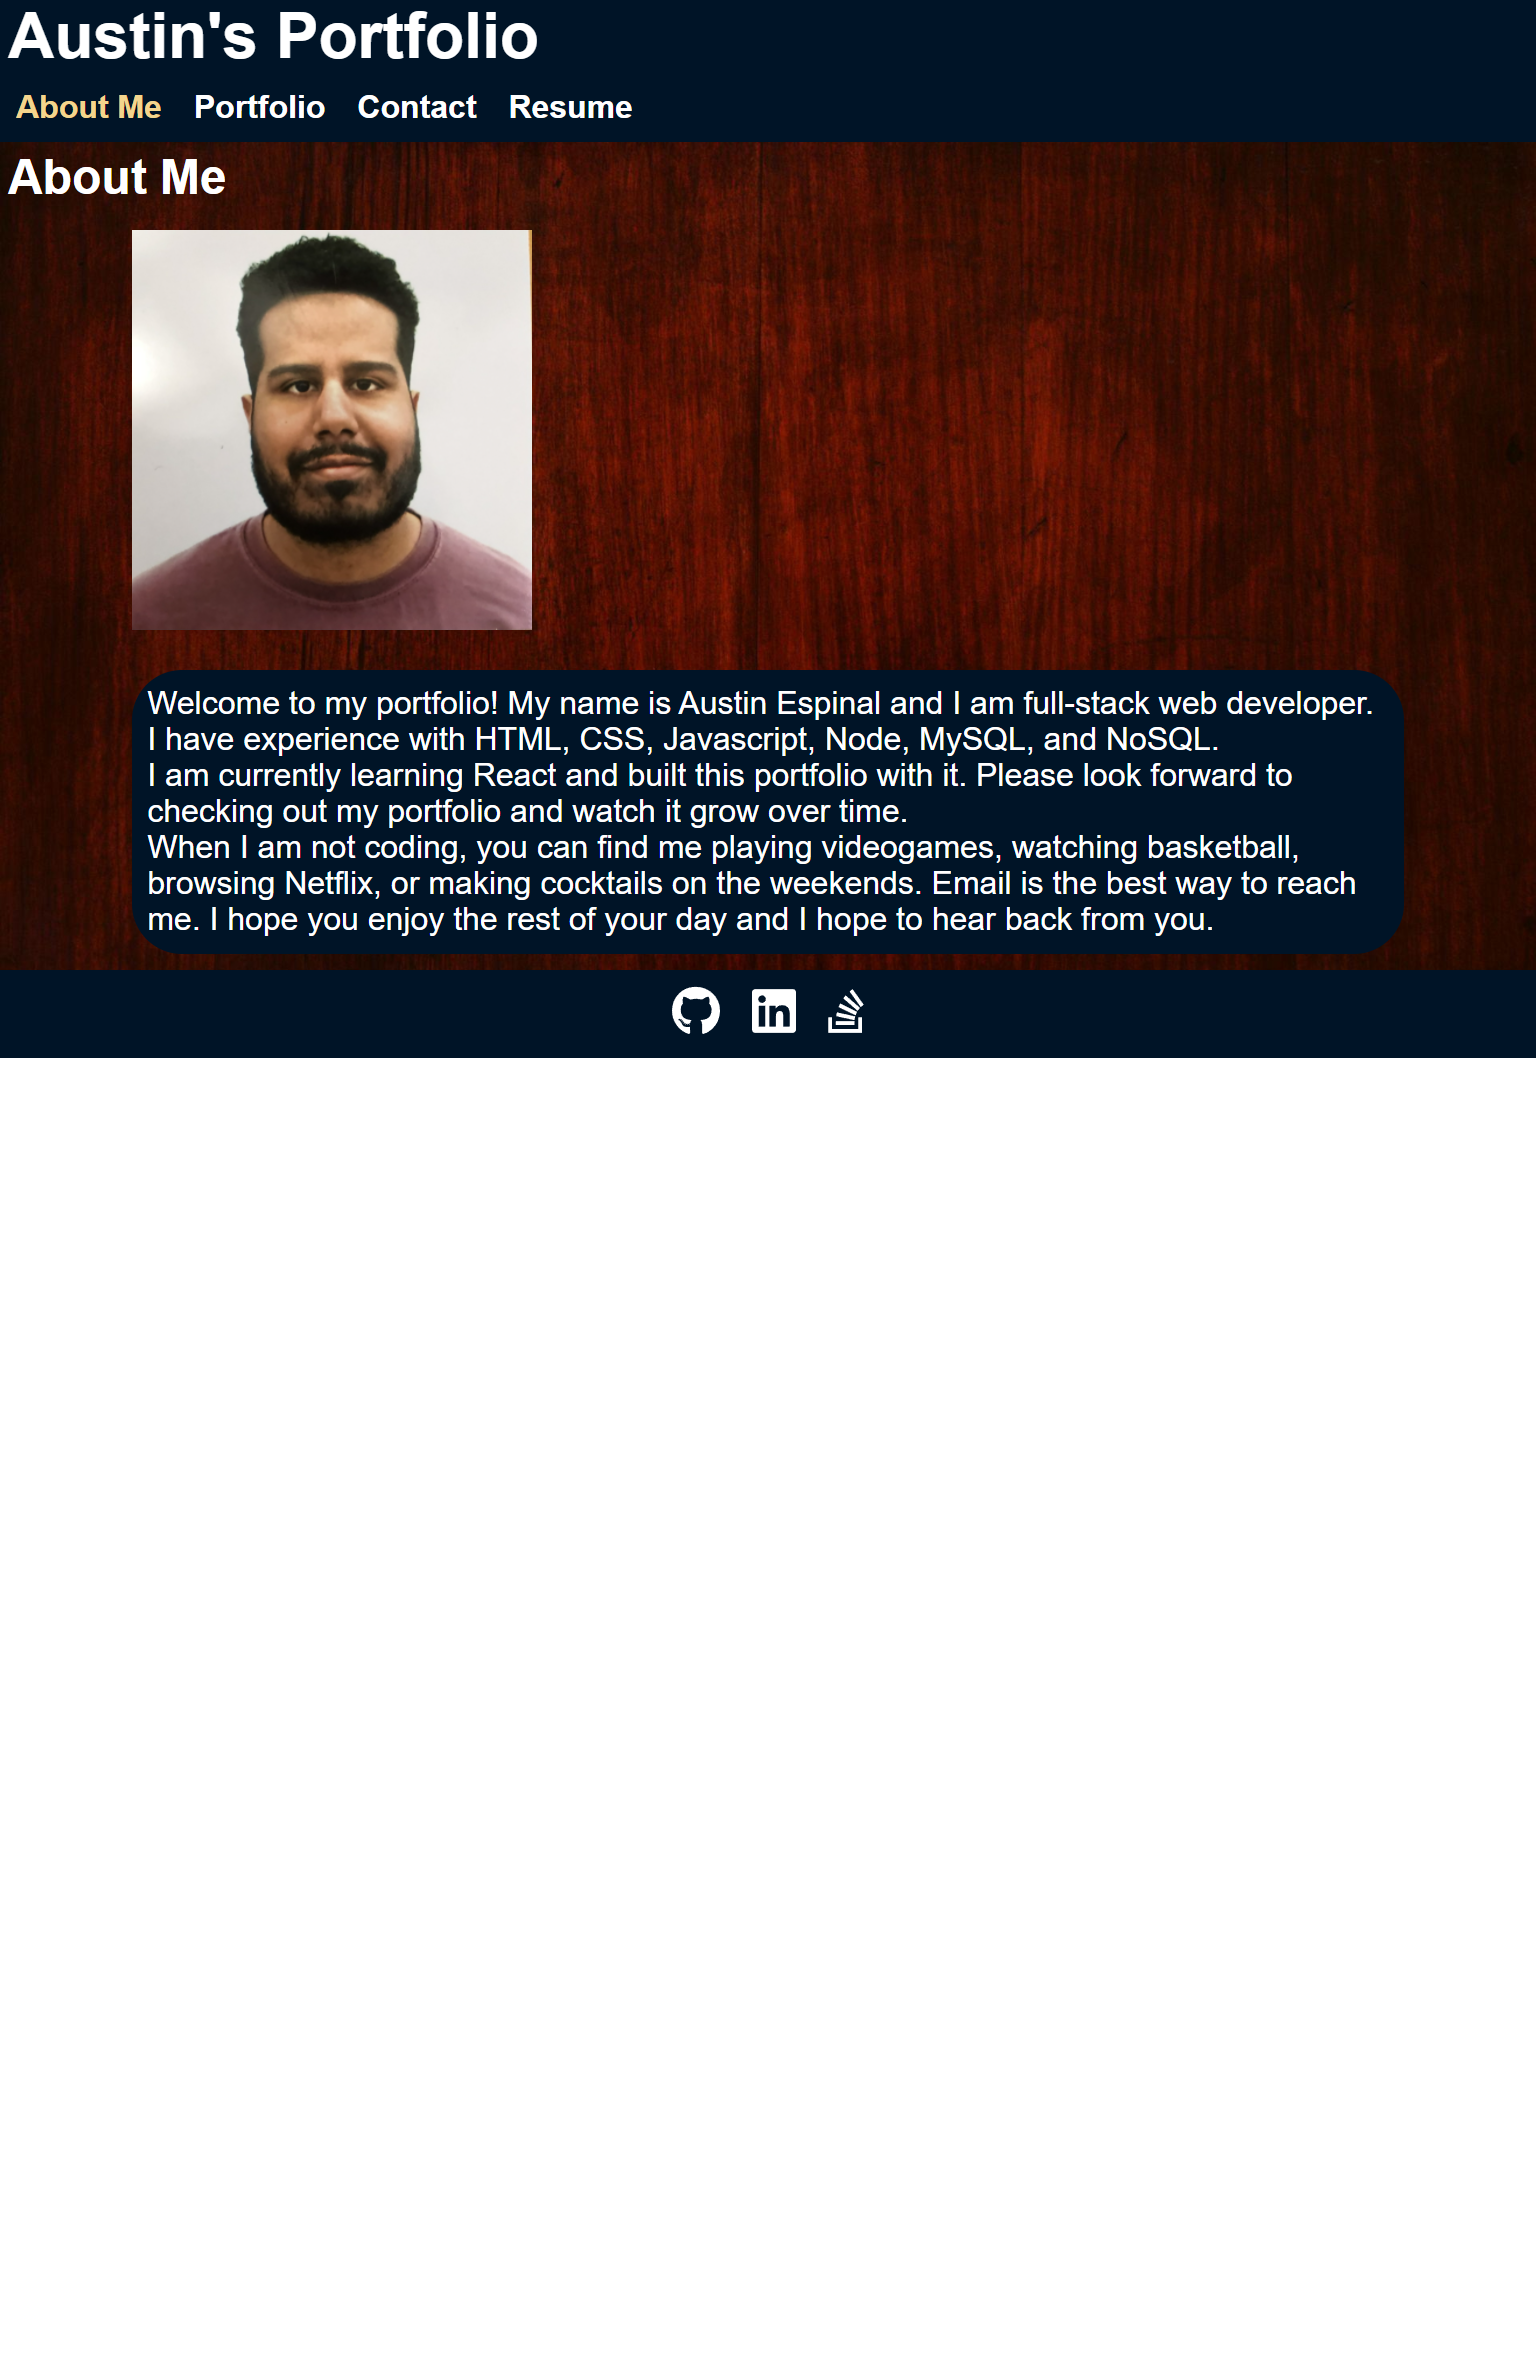 Austin's Portfolio
About Me Portfolio Contact Resume
About Me
Welcome to my portfolio! My name is Austin Espinal and I am full-stack web developer.
I have experience with HTML, CSS, Javascript, Node, MySQL, and NoSQL.
I am currently learning React and built this portfolio with it. Please look forward to
checking out my portfolio and watch it grow over time.
When I am not coding, you can find me playing videogames, watching basketball,
browsing Netflix, or making cocktails on the weekends. Email is the best way to reach
me. I hope you enjoy the rest of your day and I hope to hear back from you.
in